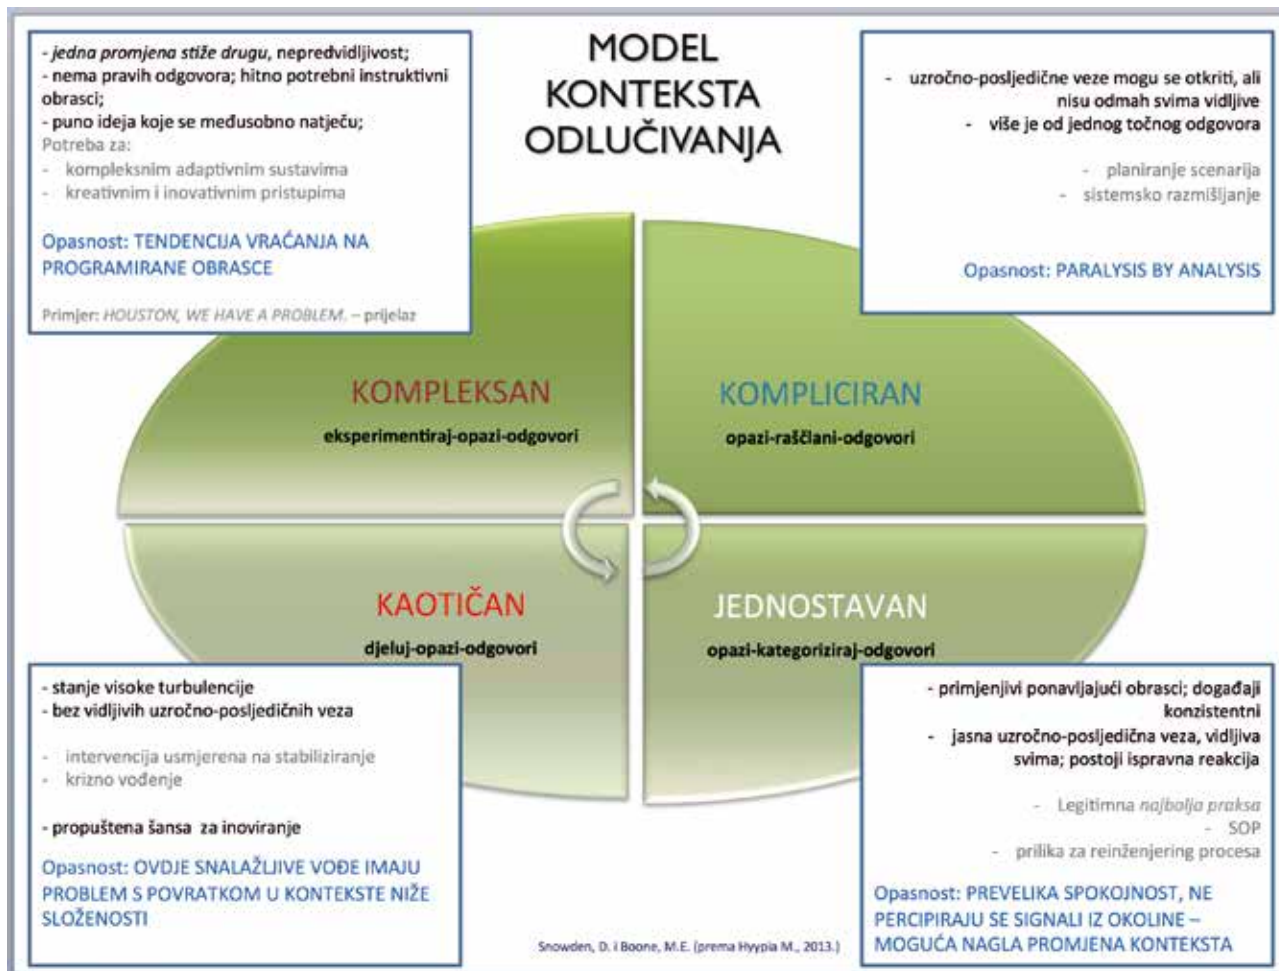 MODEL
KONTEKSTA
ODLUČIVANJA
- jedna promjena stiže drugu, nepredvidljivost;
- nema pravih odgovora; hitno potrebni instruktivni
obrasci;
- puno ideja koje se međusobno natječu;
Potreba za:
- kompleksnim adaptivnim sustavima
- kreativnim i inovativnim pristupima
Opasnost: TENDENCIJA VRAĆANJA NA
PROGRAMIRANE OBRASCE
Primjer: HOUSTON, WE HAVE A PROBLEM. – prijelaz
- uzročno-posljedične veze mogu se otkriti, ali
nisu odmah svima vidljive
- više je od jednog točnog odgovora
- planiranje scenarija
- sistemsko razmišljanje
Opasnost: PARALYSIS BY ANALYSIS
KOMPLEKSAN
eksperimentiraj-opazi-odgovori
KOMPLICIRAN
opazi-raščlani-odgovori
KAOTIČAN
djeluj-opazi-odgovori
JEDNOSTAVAN
opazi-kategoriziraj-odgovori
- stanje visoke turbulencije
- bez vidljivih uzročno-posljedičnih veza
- intervencija usmjerena na stabiliziranje
- krizno vođenje
- propuštena šansa za inoviranje
Opasnost: OVDJE SNALAŽLJIVE VOĐE IMAJU
PROBLEM S POVRATKOM U KONTEKSTE NIŽE
SLOŽENOSTI
- primjenjivi ponavljajući obrasci; događaji
konzistentni
- jasna uzročno-posljedična veza, vidljiva
svima; postoji ispravna reakcija
- Legitimna najbolja praksa
- SOP
- prilika za reinženjering procesa
Opasnost: PREVELIKA SPOKOJNOST, NE
PERCIPIRAJU SE SIGNALI IZ OKOLINE –
MOGUĆA NAGLA PROMJENA KONTEKSTA
Snowden, D. i Boone, M.E. (prema Hyypia M., 2013.)